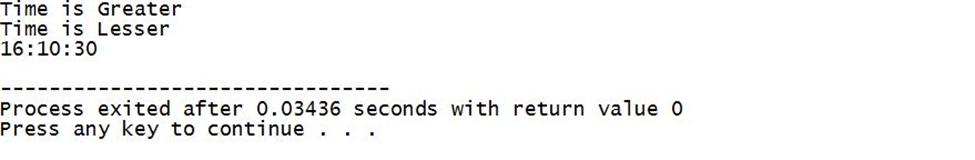 Time is Greater
Time is Lesser
16:10:30
--------------------------------
Process exited after 0.03436 seconds with return value 0
Press any key to continue . . .